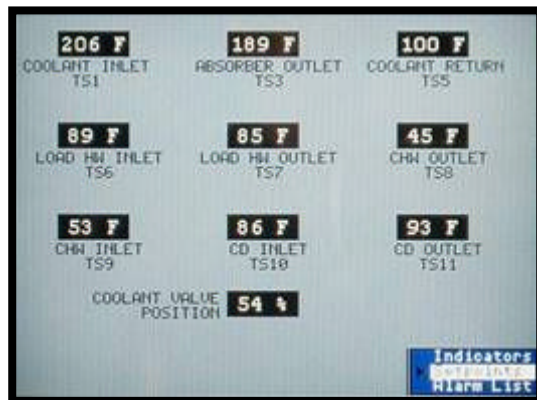 206 F 189 F 100 F
COOLANT INLET ABSORBER OUTLET COOLANT RETURN
TS1 TS3 TS5
89 F 85 F 45 F
LOAD HW INLET LOAD HW OUTLET CHW OUTLET
TS6 TS7 TS8
53 F 86 F 93 F
CHW INLET CD INLET CD OUTLET
TS9 TS10 TS11
COOLANT VALVE 54 %
POSITION
Indicators
Setpoints
Alarm List